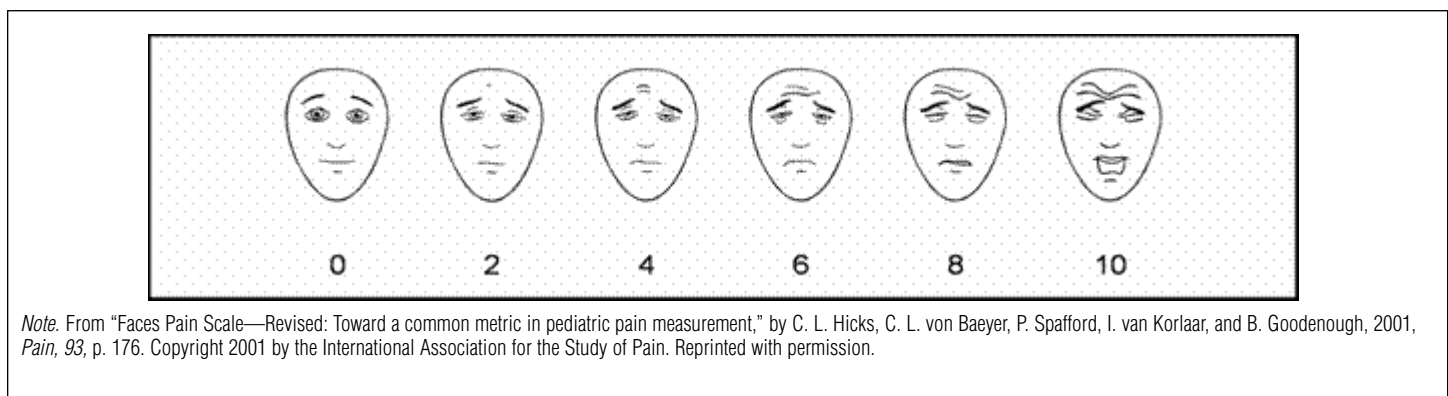 0 2 4 6 8 10
Note. From “Faces Pain Scale—Revised: Toward a common metric in pediatric pain measurement,” by C. L. Hicks, C. L. von Baeyer, P. Spafford, I. van Korlaar, and B. Goodenough, 2001,
Pain, 93, p. 176. Copyright 2001 by the International Association for the Study of Pain. Reprinted with permission.